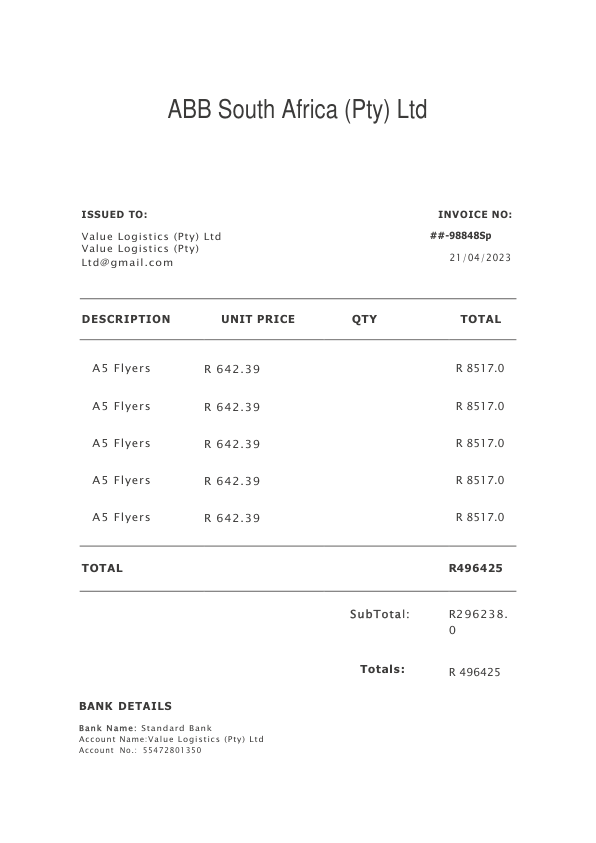 ABB South Africa (Pty) Ltd
ISSUED TO: INVOICE NO:
Value Logistics (Pty) Ltd ##-98848Sp
Value Logistics (Pty)
Ltd@gmail.com 21/04/2023
DESCRIPTION UNIT PRICE QTY TOTAL
A5 Flyers R 642.39 R 8517.0
A5 Flyers R 642.39 R 8517.0
A5 Flyers R 642.39 R 8517.0
A5 Flyers R 642.39 R 8517.0
A5 Flyers R 642.39 R 8517.0
TOTAL R496425
SubTotal: R296238.
0
Totals: R 496425
BANK DETAILS
Bank Name: Standard Bank
Account Name:Value Logistics (Pty) Ltd
Account No.: 55472801350